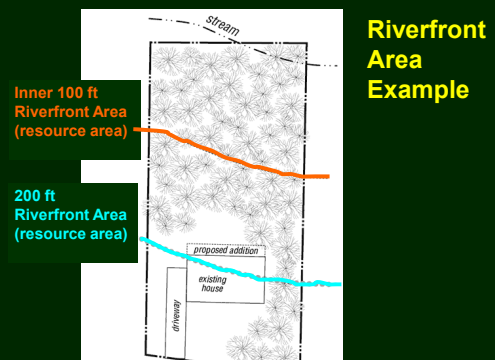 stream
Riverfront
Area
Example
Inner 100 ft
Riverfront Area
(resource area)
200 ft
Riverfront Area
(resource area)
proposed addition
existing
house
driveway